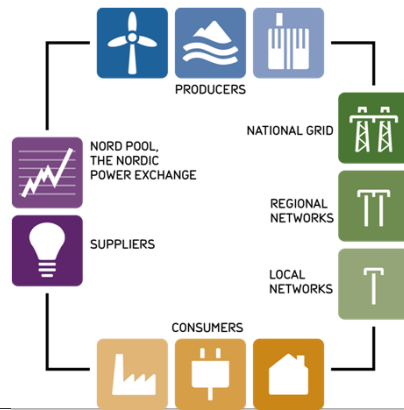 PRODUCERS
NATIONAL GRID
NORD POOL,
THE NORDIC
POWER EXCHANGE
REGIONAL
NETWORKS
SUPPLIERS
LOCAL
NETWORKS
CONSUMERS